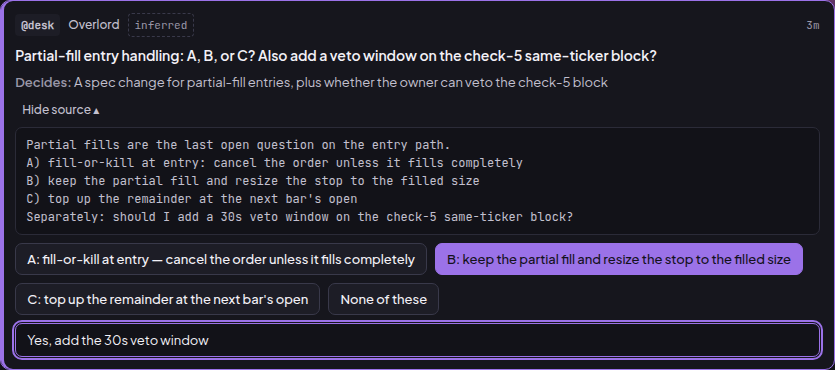 @desk Overlord inferred 3m
Partial-fill entry handling: A, B, or C? Also add a veto window on the check-5 same-ticker block?
Decides: A spec change for partial-fill entries, plus whether the owner can veto the check-5 block
Hide source ▴
Partial fills are the last open question on the entry path.
A) fill-or-kill at entry: cancel the order unless it fills completely
B) keep the partial fill and resize the stop to the filled size
C) top up the remainder at the next bar's open
Separately: should I add a 30s veto window on the check-5 same-ticker block?
A: fill-or-kill at entry — cancel the order unless it fills completely B: keep the partial fill and resize the stop to the filled size
C: top up the remainder at the next bar's open None of these
Yes, add the 30s veto window